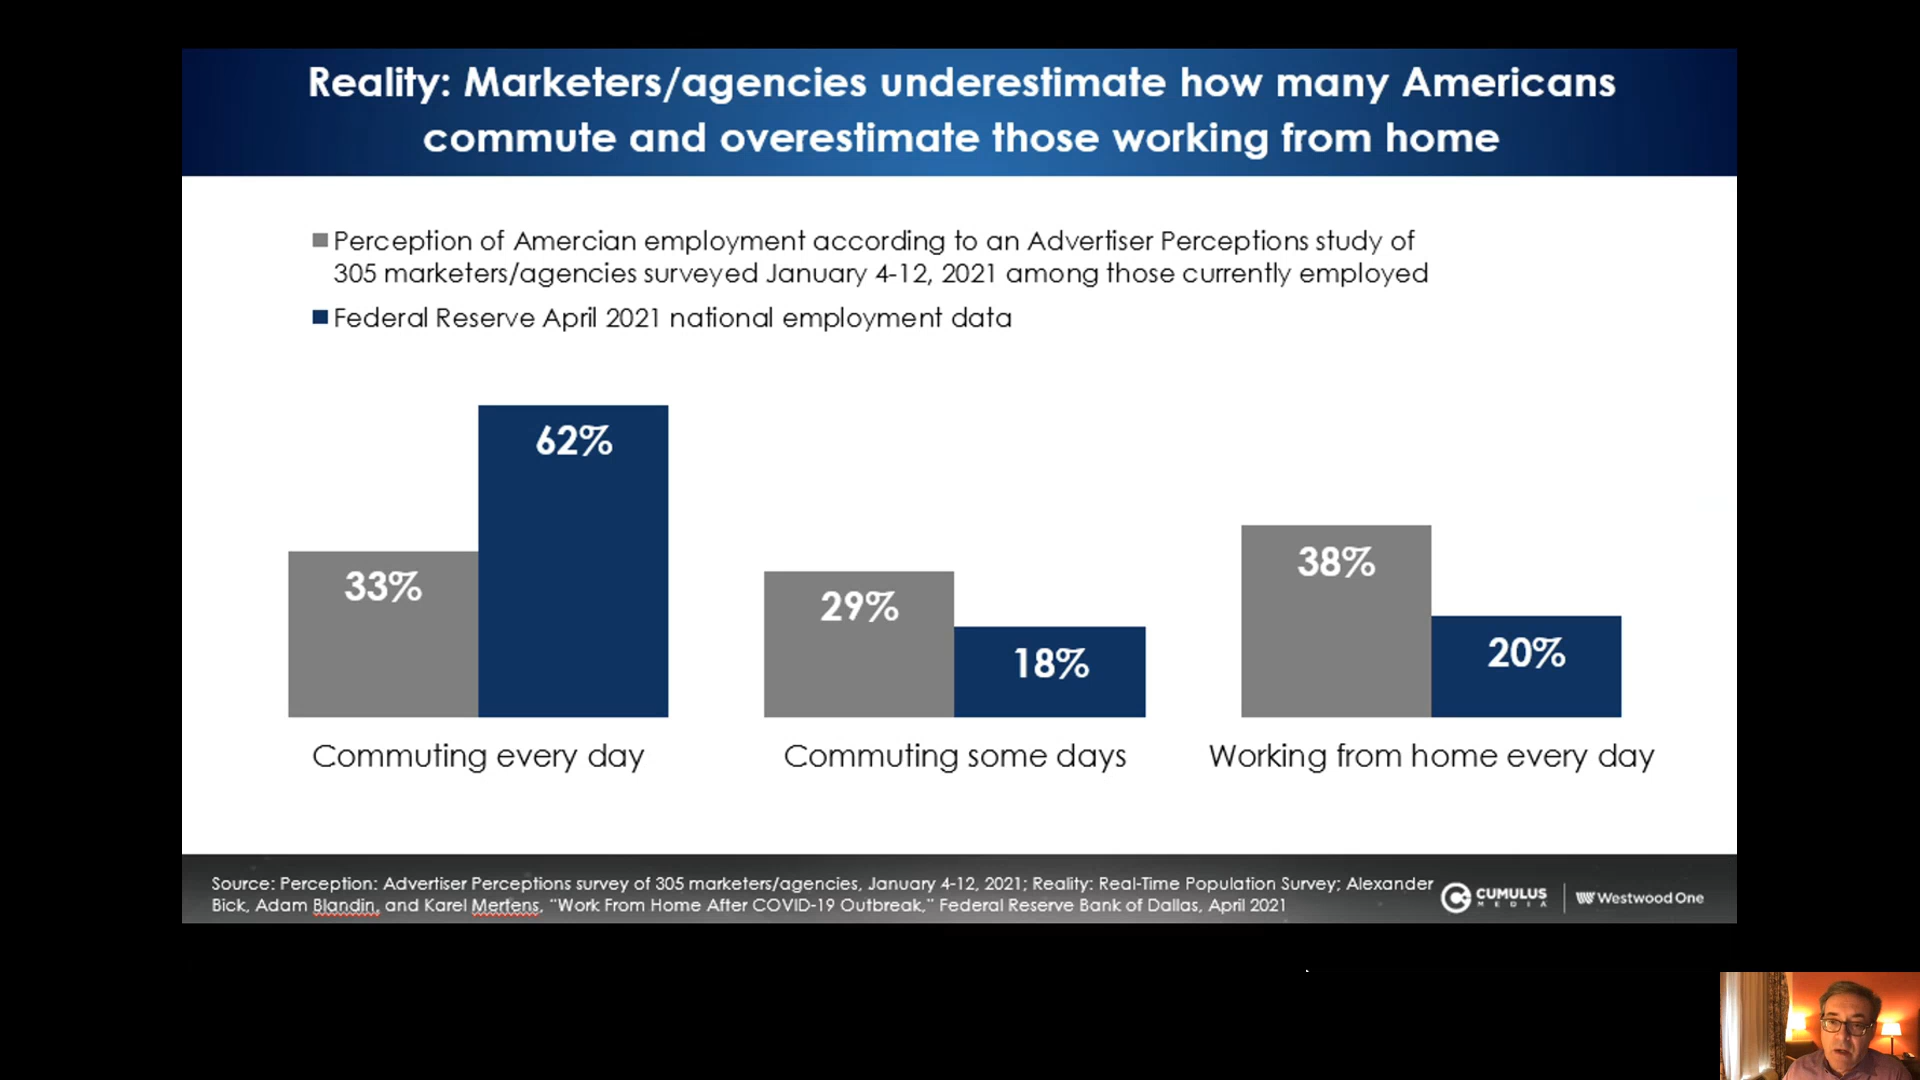 Reality: Marketers/agencies underestimate how many Americans
commute and overestimate those working from home
Perception of Amercian employment according to an Advertiser Perceptions study of
305 marketers/agencies surveyed January 4-12, 2021 among those currently employed
Federal Reserve April 2021 national employment data
33%
62%
29%
18%
38%
20%
Commuting every day
Commuting some days
Working from home every day
Source: Perception: Advertiser Perceptions survey of 305 marketers/agencies, January 4-12, 2021; Reality: Real-Time Population Survey; Alexander
Bick, Adam Blandin, and Karel Mertens, "Work From Home After COVID-19 Outbreak," Federal Reserve Bank of Dallas, April 2021
CUMULUS
MEDIA
Westwood One